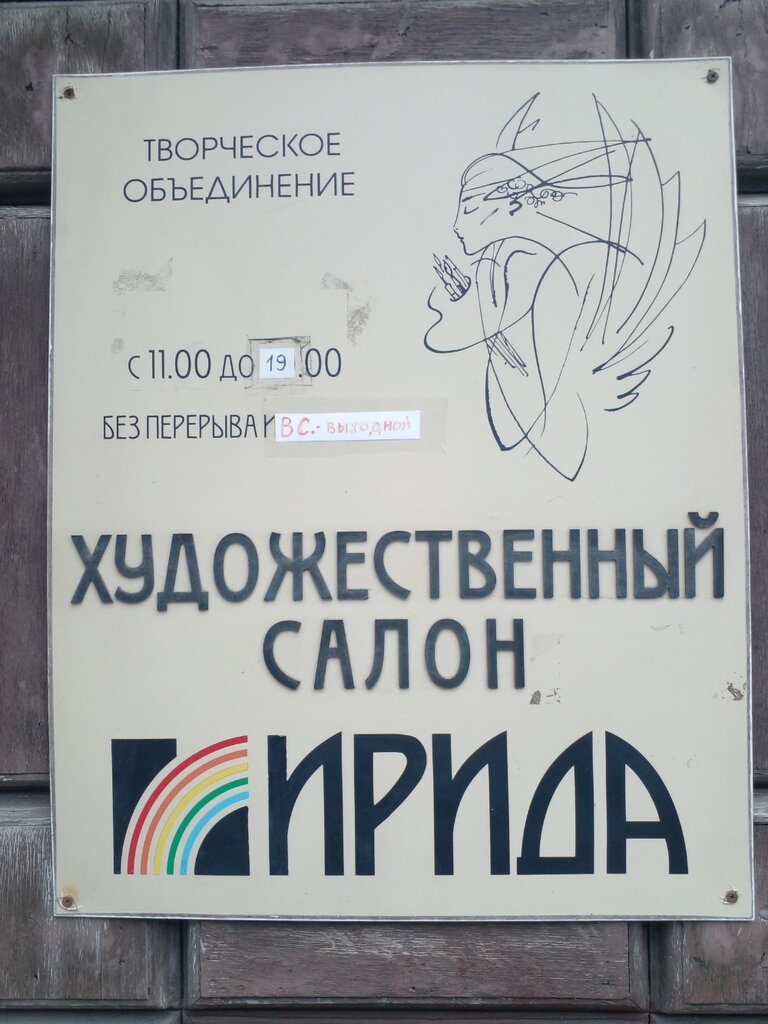 ТВОРЧЕСКОЕ
ОБЪЕДИНЕНИЕ
С 11.00 ДО 19.00
БЕЗ ПЕРЕРЫВА И ВС.- выходной
ХУДОЖЕСТВЕННЫЙ
САЛОН
ИРИДА